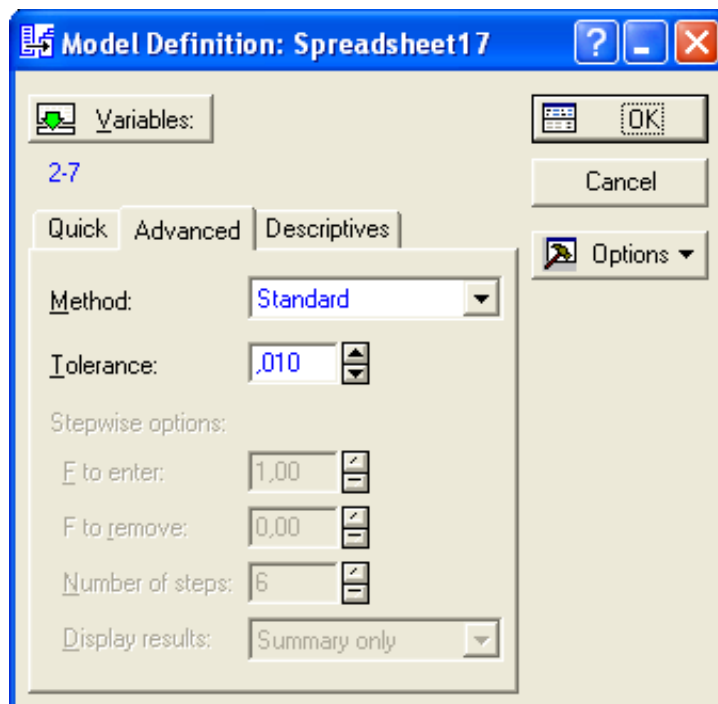 Model Definition: Spreadsheet17
Variables:
OK
2-7
Cancel
Quick Advanced Descriptives
Options
Method: Standard
Tolerance: ,010
Stepwise options:
F to enter: 1,00
F to remove: 0,00
Number of steps: 6
Display results: Summary only